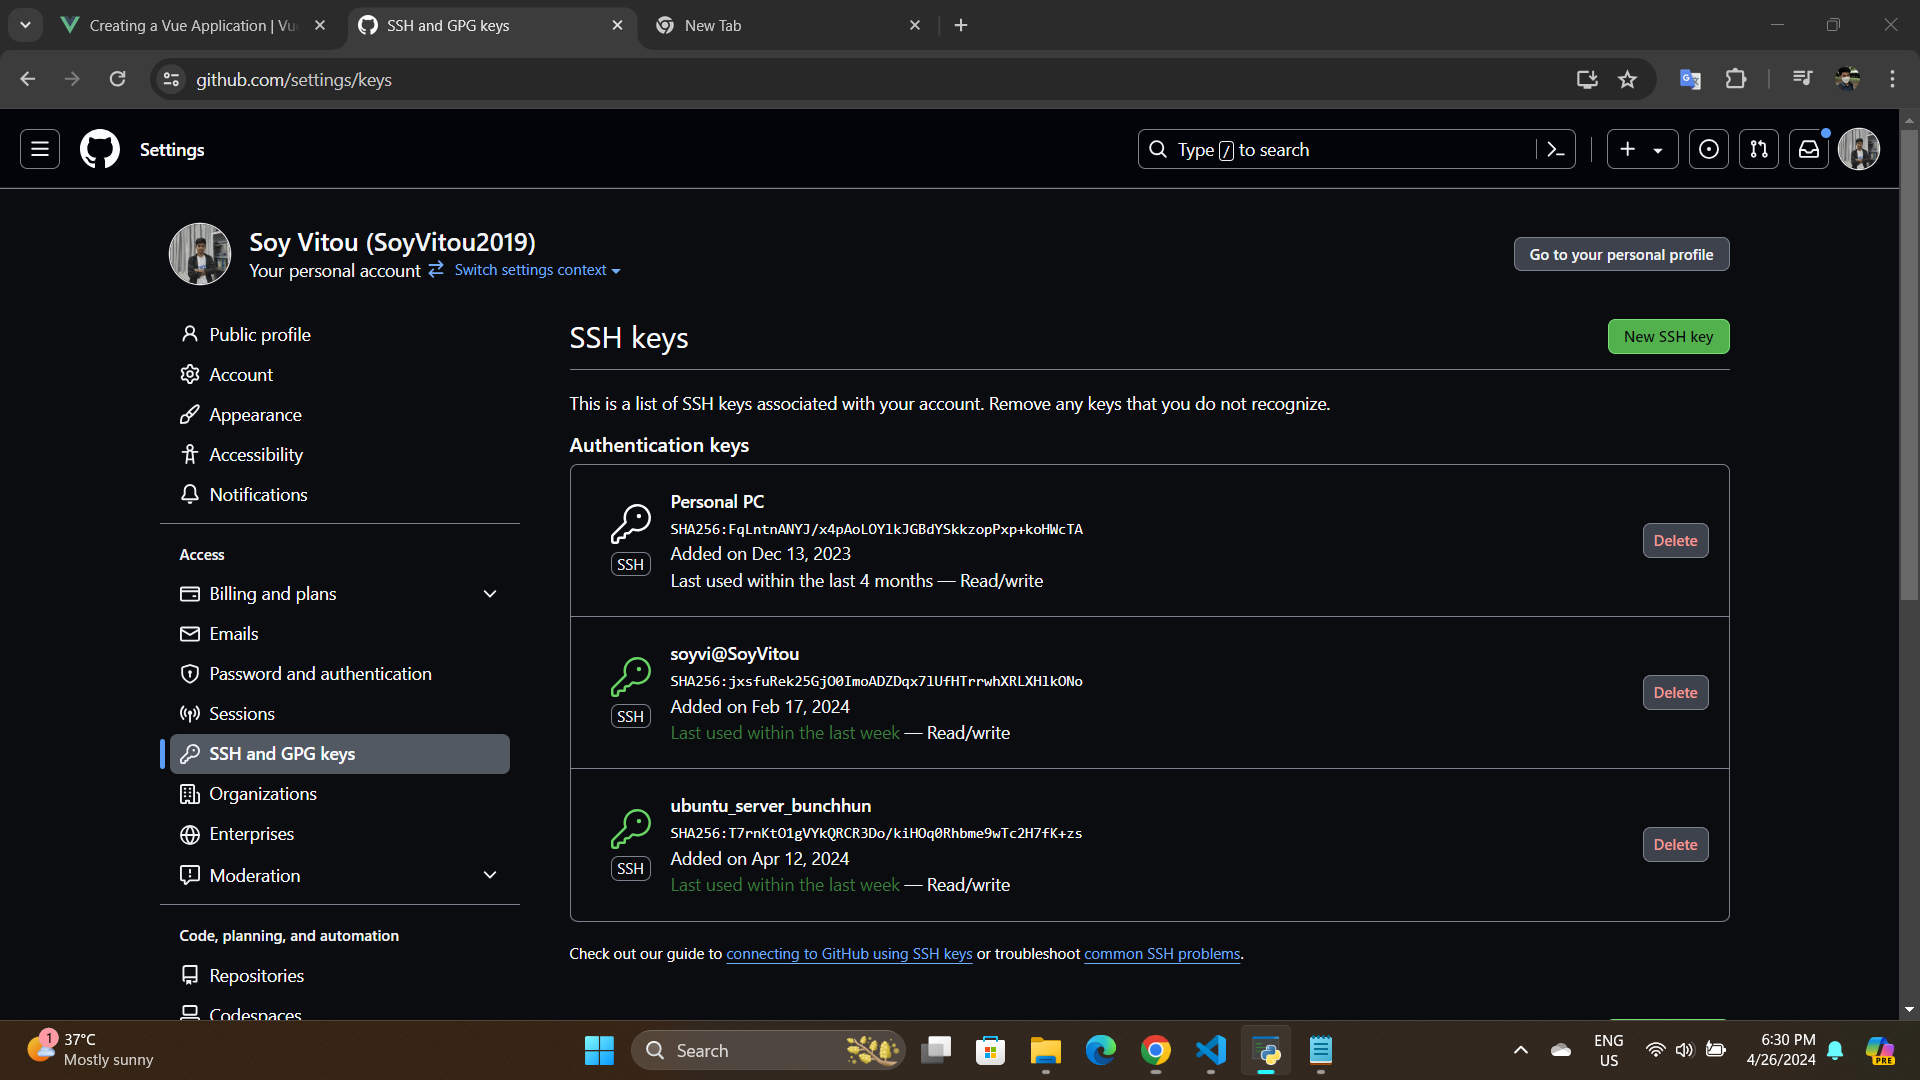 Creating a Vue Application | Vu
SSH and GPG keys
New Tab
github.com/settings/keys
Settings
Type / to search
Soy Vitou (SoyVitou2019)
Your personal account
Switch settings context
Go to your personal profile
Public profile
Account
Appearance
Accessibility
Notifications
Access
Billing and plans
Emails
Password and authentication
Sessions
SSH and GPG keys
Organizations
Enterprises
Moderation
Code, planning, and automation
Repositories
Codespaces
SSH keys
New SSH key
This is a list of SSH keys associated with your account. Remove any keys that you do not recognize.
Authentication keys
Personal PC
SHA256:FqLntnANYJ/x4pAoLOYlkJGBdYSkkzopPxp+koHWcTA
Added on Dec 13, 2023
Last used within the last 4 months — Read/write
SSH
Delete
soyvi@SoyVitou
SHA256:jxsfuRek25GjO0ImoADZDqx7lUfHTrrwhXRLXHlkONo
Added on Feb 17, 2024
Last used within the last week — Read/write
SSH
Delete
ubuntu_server_bunchhun
SHA256:T7rnKtO1gVYkQRCR3Do/kiHOq0Rhbme9wTc2H7fK+zs
Added on Apr 12, 2024
Last used within the last week — Read/write
SSH
Delete
Check out our guide to connecting to GitHub using SSH keys or troubleshoot common SSH problems.
1
37°C
Mostly sunny
Search
ENG
US
6:30 PM
4/26/2024
PRE